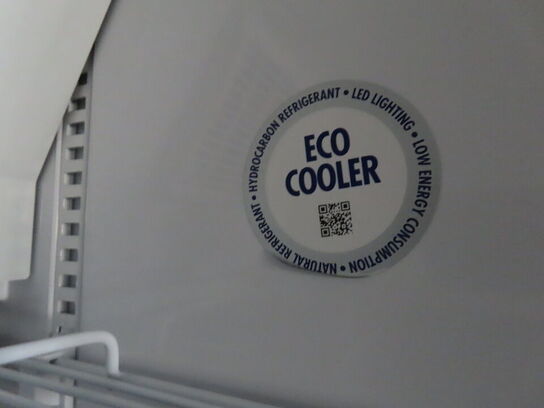 ECO
COOLER
NATURAL REFRIGERANT • HYDROCARBON REFRIGERANT • LED LIGHTING • LOW ENERGY CONSUMPTION •